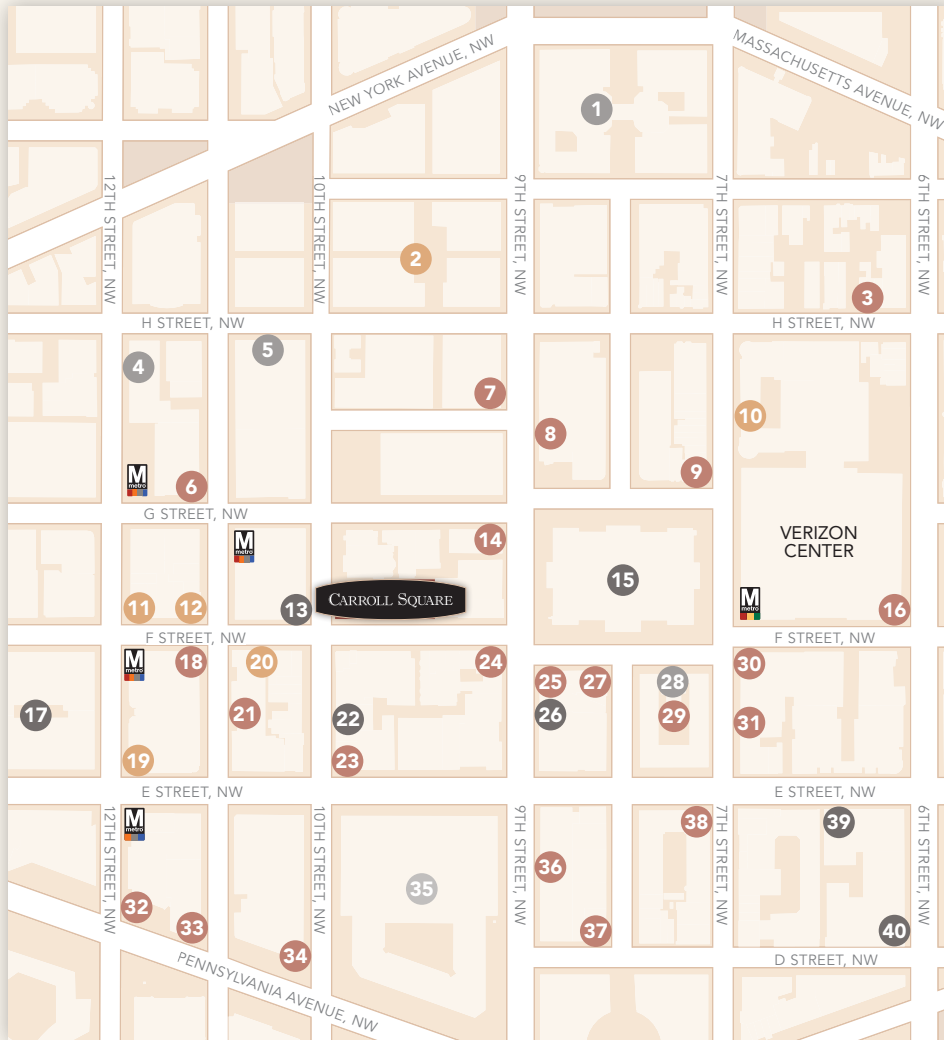 NEW YORK AVENUE, NW
MASSACHUSETTS AVENUE, NW
1
12TH STREET, NW
10TH STREET, NW
9TH STREET, NW
7TH STREET, NW
6TH STREET, NW
2
3
H STREET, NW
H STREET, NW
4
5
7
8
10
9
M
metro
6
G STREET, NW
14
VERIZON
CENTER
M
metro
15
11
12
13
CARROLL SQUARE
M
metro
16
F STREET, NW
F STREET, NW
M
metro
18
20
24
30
25
27
28
17
21
22
26
29
31
19
23
E STREET, NW
E STREET, NW
M
metro
12TH STREET, NW
10TH STREET, NW
9TH STREET, NW
7TH STREET, NW
6TH STREET, NW
38
39
36
35
32
33
37
40
34
PENNSYLVANIA AVENUE, NW
D STREET, NW